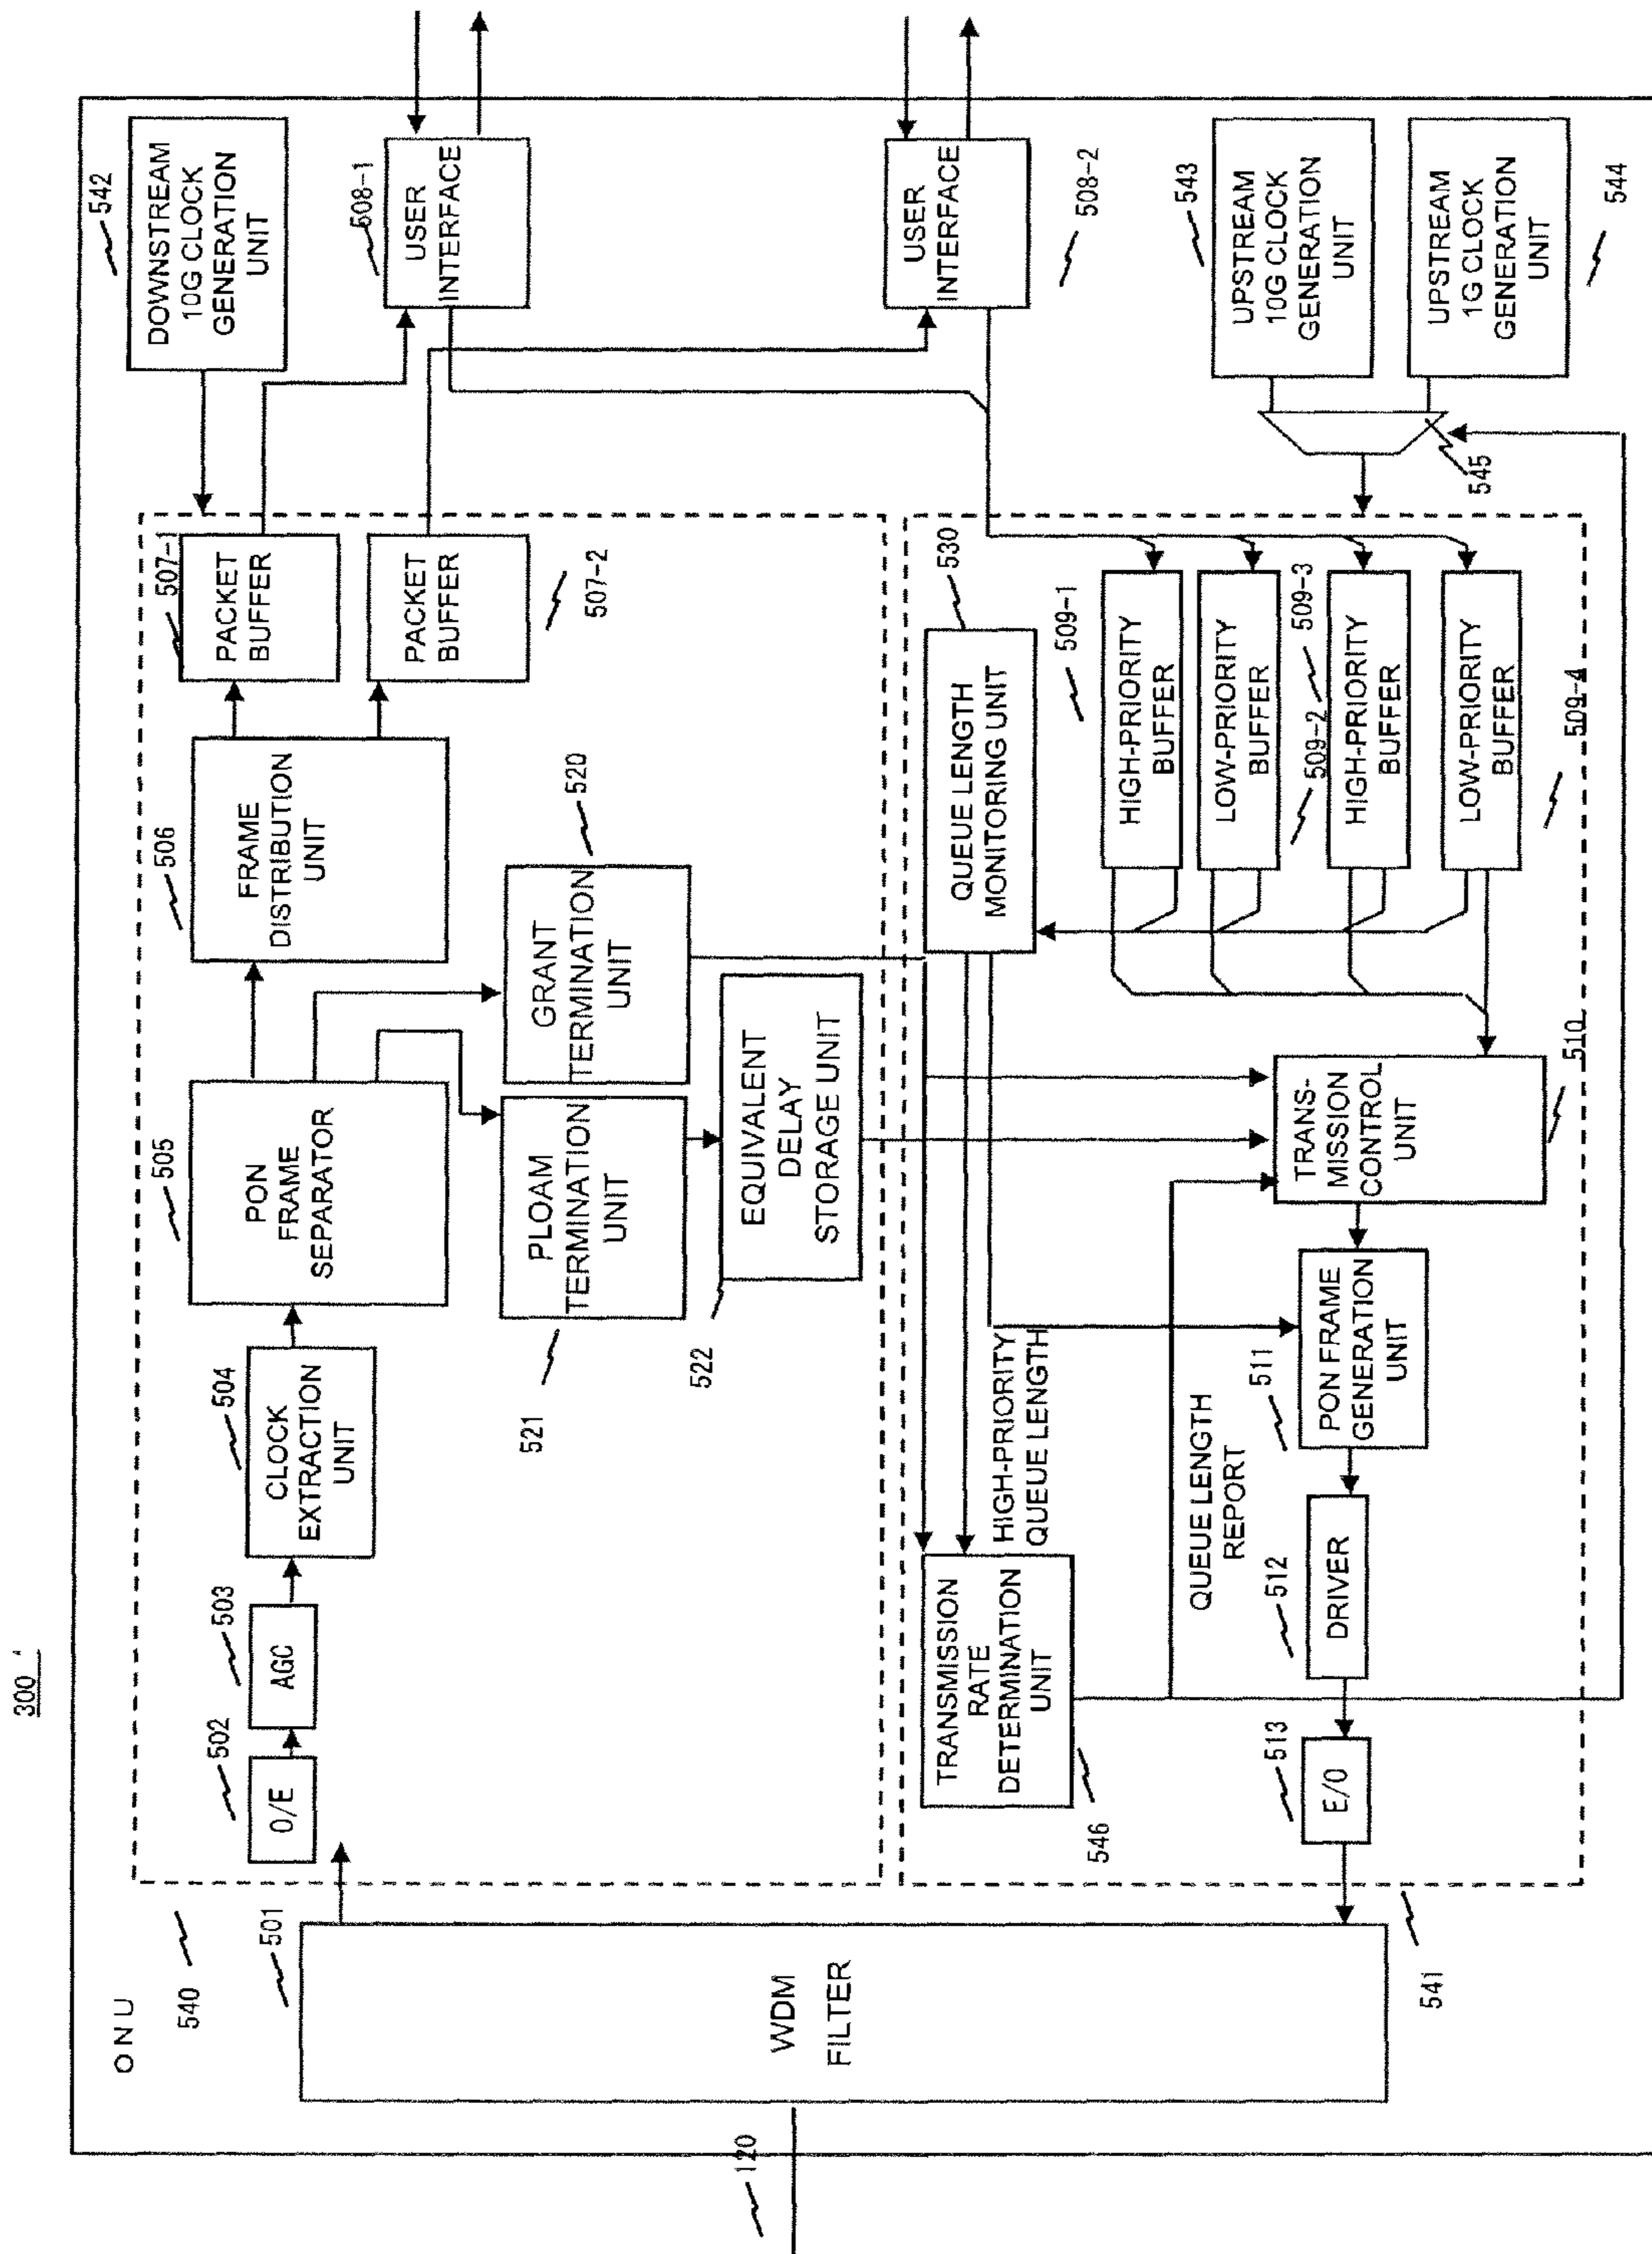 300
ONU
540
501
WDM
FILTER
120
541
502
O/E
503
AGC
504
CLOCK
EXTRACTION
UNIT
505
PON
FRAME
SEPARATOR
506
FRAME
DISTRIBUTION
UNIT
507-1
PACKET
BUFFER
PACKET
BUFFER
507-2
542
DOWNSTREAM
10G CLOCK
GENERATION
UNIT
508-1
USER
INTERFACE
USER
INTERFACE
508-2
521
PLOAM
TERMINATION
UNIT
520
GRANT
TERMINATION
UNIT
522
EQUIVALENT
DELAY
STORAGE UNIT
530
QUEUE LENGTH
MONITORING UNIT
546
TRANSMISSION
RATE
DETERMINATION
UNIT
HIGH-PRIORITY
QUEUE LENGTH
QUEUE LENGTH
REPORT
509-1
HIGH-PRIORITY
BUFFER
LOW-PRIORITY
BUFFER
509-2
509-3
HIGH-PRIORITY
BUFFER
LOW-PRIORITY
BUFFER
509-4
543
UPSTREAM
10G CLOCK
GENERATION
UNIT
UPSTREAM
1G CLOCK
GENERATION
UNIT
544
545
513
E/O
512
DRIVER
511
PON FRAME
GENERATION
UNIT
TRANS-
MISSION
CONTROL
UNIT
510